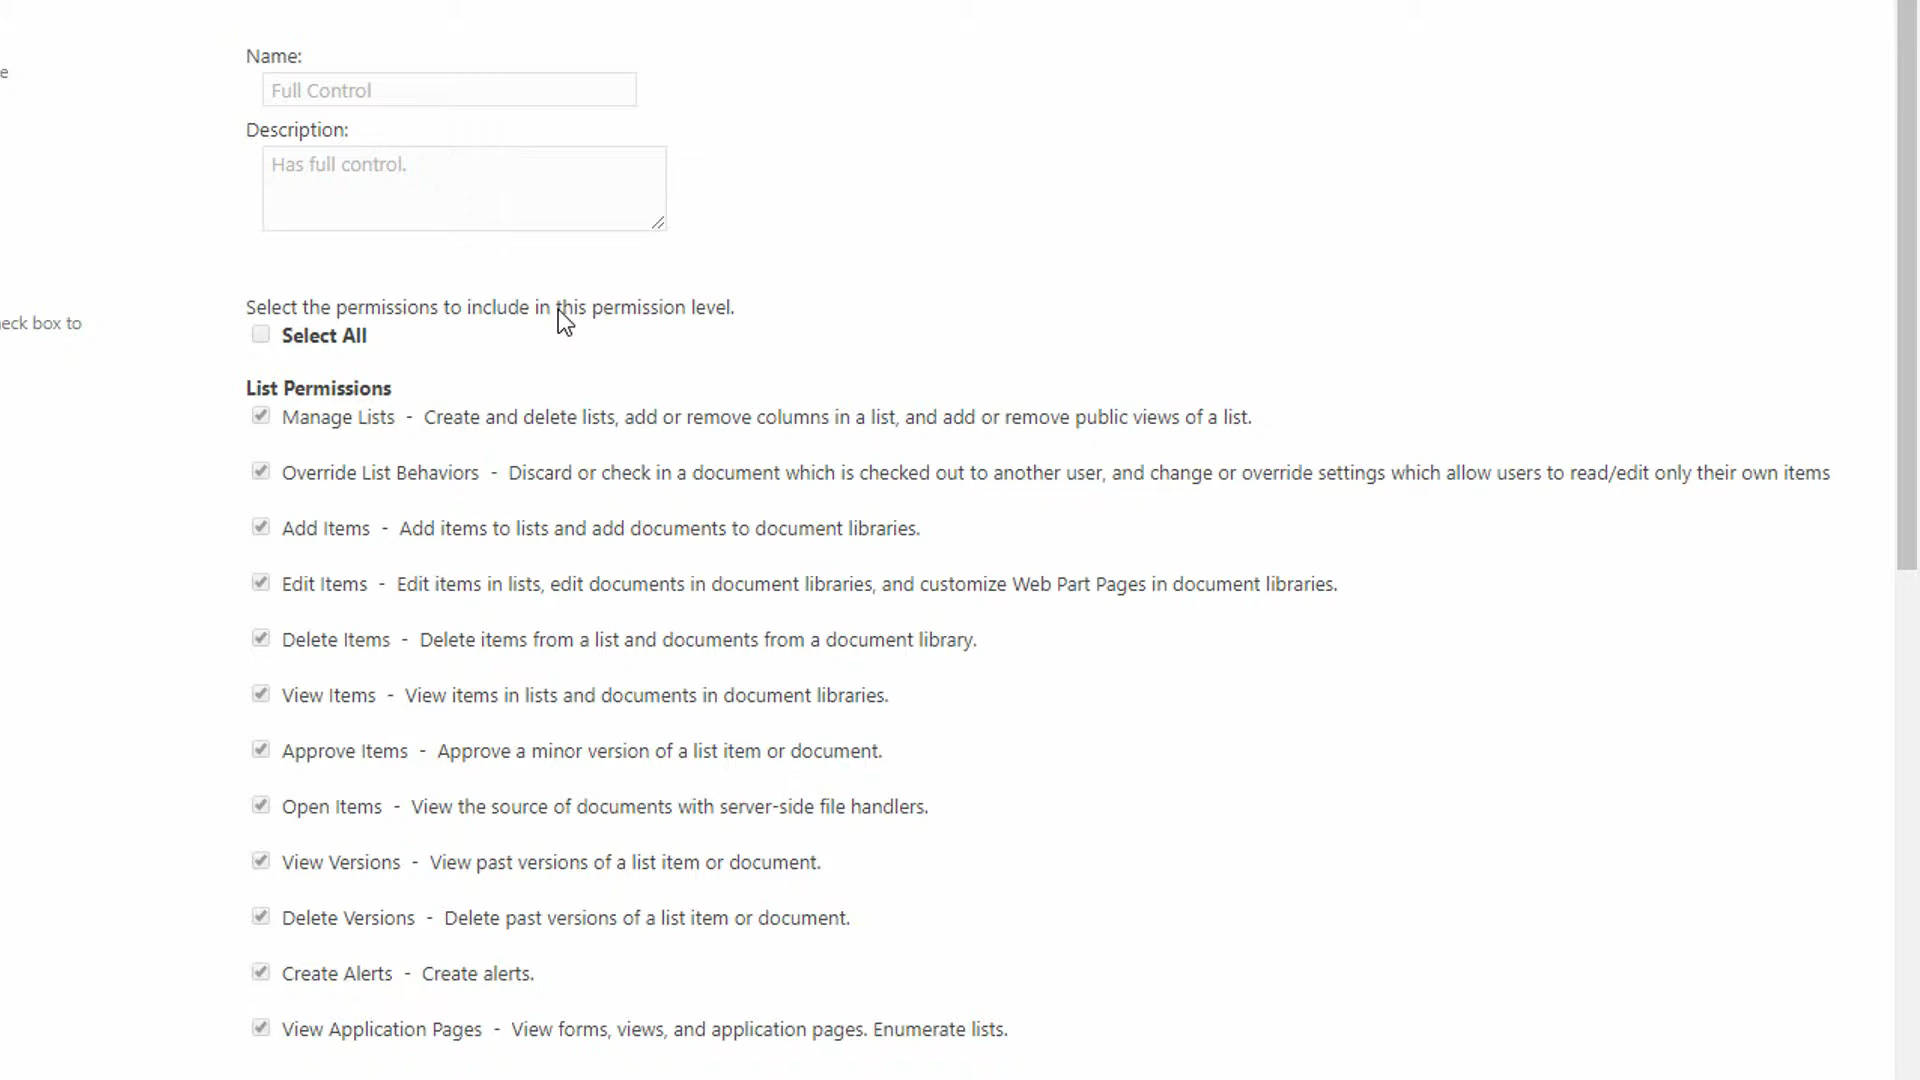 Name:
e
Full Control
Description:
Has full control.
Select the permissions to include in this permission level.
eck box to
Select All
List Permissions
Manage Lists - Create and delete lists, add or remove columns in a list, and add or remove public views of a list.
Override List Behaviors - Discard or check in a document which is checked out to another user, and change or override settings which allow users to read/edit only their own items
Add Items - Add items to lists and add documents to document libraries.
Edit Items - Edit items in lists, edit documents in document libraries, and customize Web Part Pages in document libraries.
Delete Items - Delete items from a list and documents from a document library.
View Items - View items in lists and documents in document libraries.
Approve Items - Approve a minor version of a list item or document.
Open Items - View the source of documents with server-side file handlers.
View Versions - View past versions of a list item or document.
Delete Versions - Delete past versions of a list item or document.
Create Alerts - Create alerts.
View Application Pages - View forms, views, and application pages. Enumerate lists.